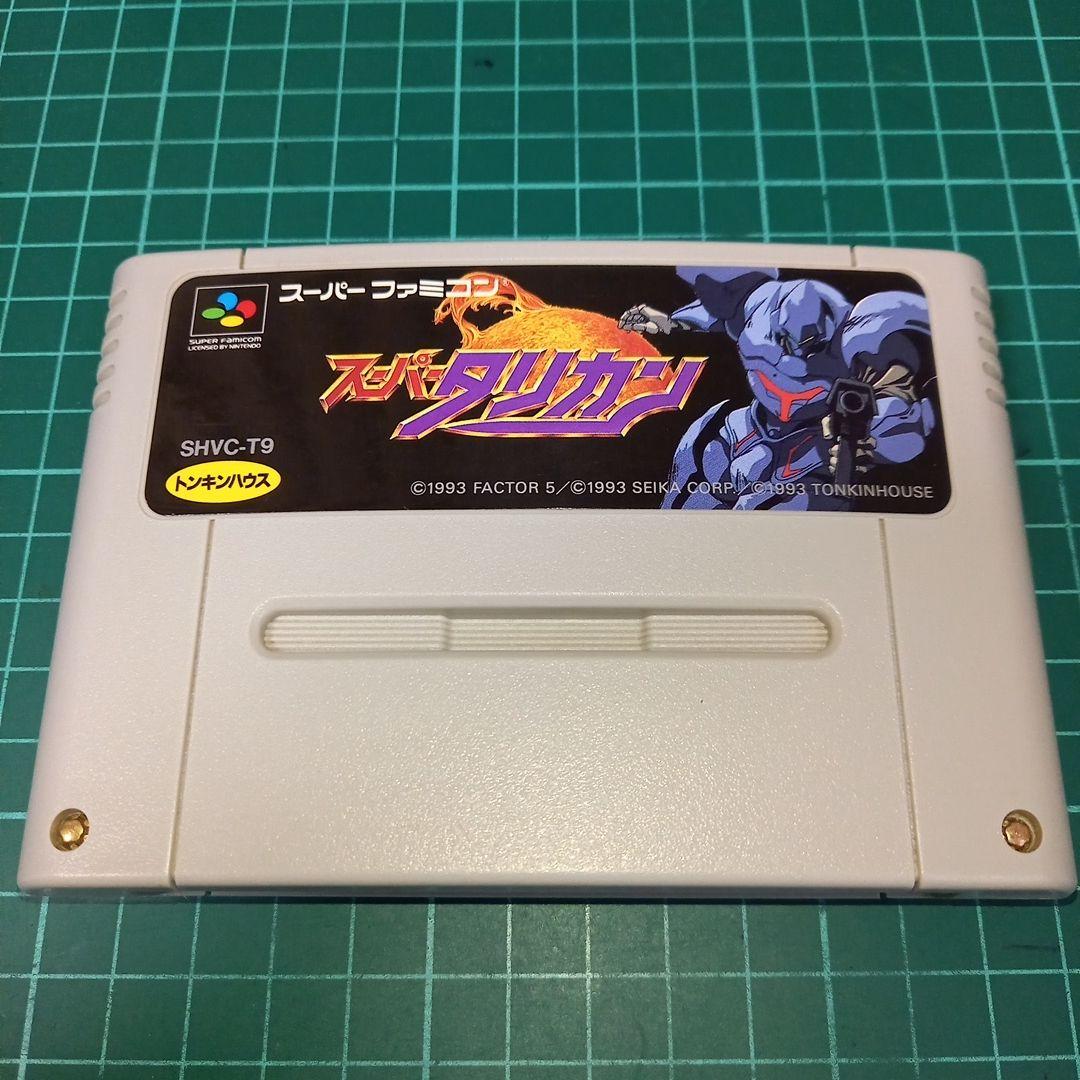 スーパーファミコン®
SUPER FAMICOM
LICENSED BY NINTENDO
スーパータリカン
SHVC-T9
トンキンハウス
©1993 FACTOR 5/©1993 SEIKA CORP./©1993 TONKINHOUSE